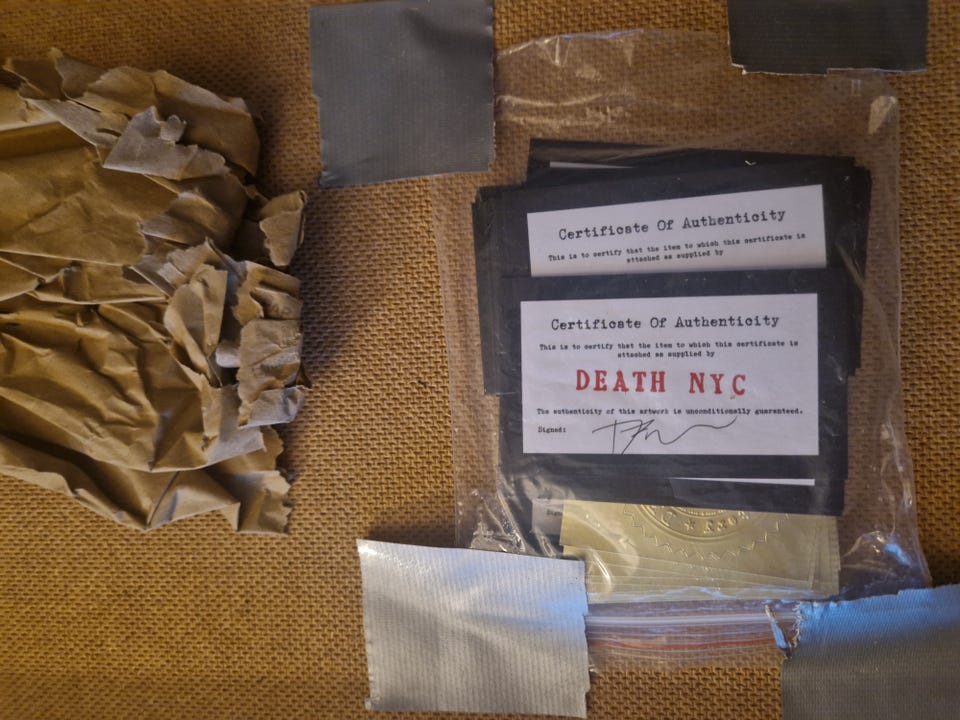 Certificate Of Authenticity
This is to certify that the item to which this certificate is
attached as supplied by
Certificate Of Authenticity
This is to certify that the item to which this certificate is
attached as supplied by
DEATH NYC
The authenticity of this artwork is unconditionally guaranteed.
Signed: